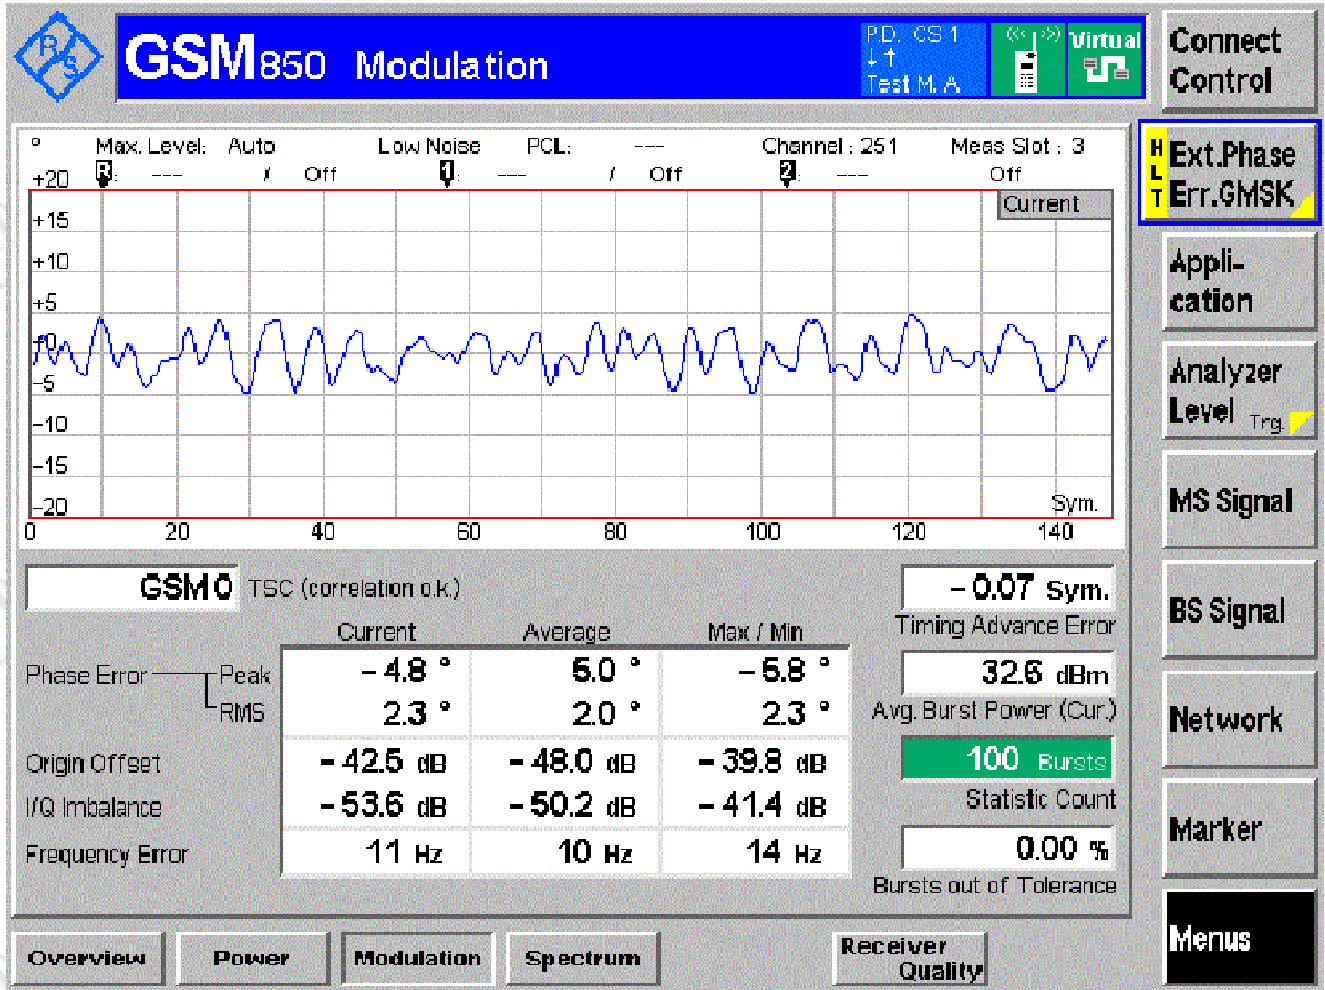 R S
GSM850 Modulation
P.D. CS 1
Test M. A.
Virtual
Connect Control
° Max. Level: Auto Low Noise PCL: --- Channel : 251 Meas Slot : 3
R: --- / Off 1: --- / Off 2: --- Off
Current
+20
+15
+10
+5
0
-5
-10
-15
-20
Sym.
0 20 40 60 80 100 120 140
HLT
Ext.Phase
Err.GMSK
Appli-
cation
Analyzer
Level Trg.
MS Signal
BS Signal
Network
Marker
Menus
GSM 0 TSC (correlation o.k.)
Current Average Max / Min
Phase Error Peak – 4.8 ° 5.0 ° – 5.8 °
RMS 2.3 ° 2.0 ° 2.3 °
Origin Offset – 42.5 dB – 48.0 dB – 39.8 dB
I/Q Imbalance – 53.6 dB – 50.2 dB – 41.4 dB
Frequency Error 11 Hz 10 Hz 14 Hz
– 0.07 Sym.
Timing Advance Error
32.6 dBm
Avg. Burst Power (Cur.)
100 Bursts
Statistic Count
0.00 %
Bursts out of Tolerance
Overview Power Modulation Spectrum Receiver
Quality